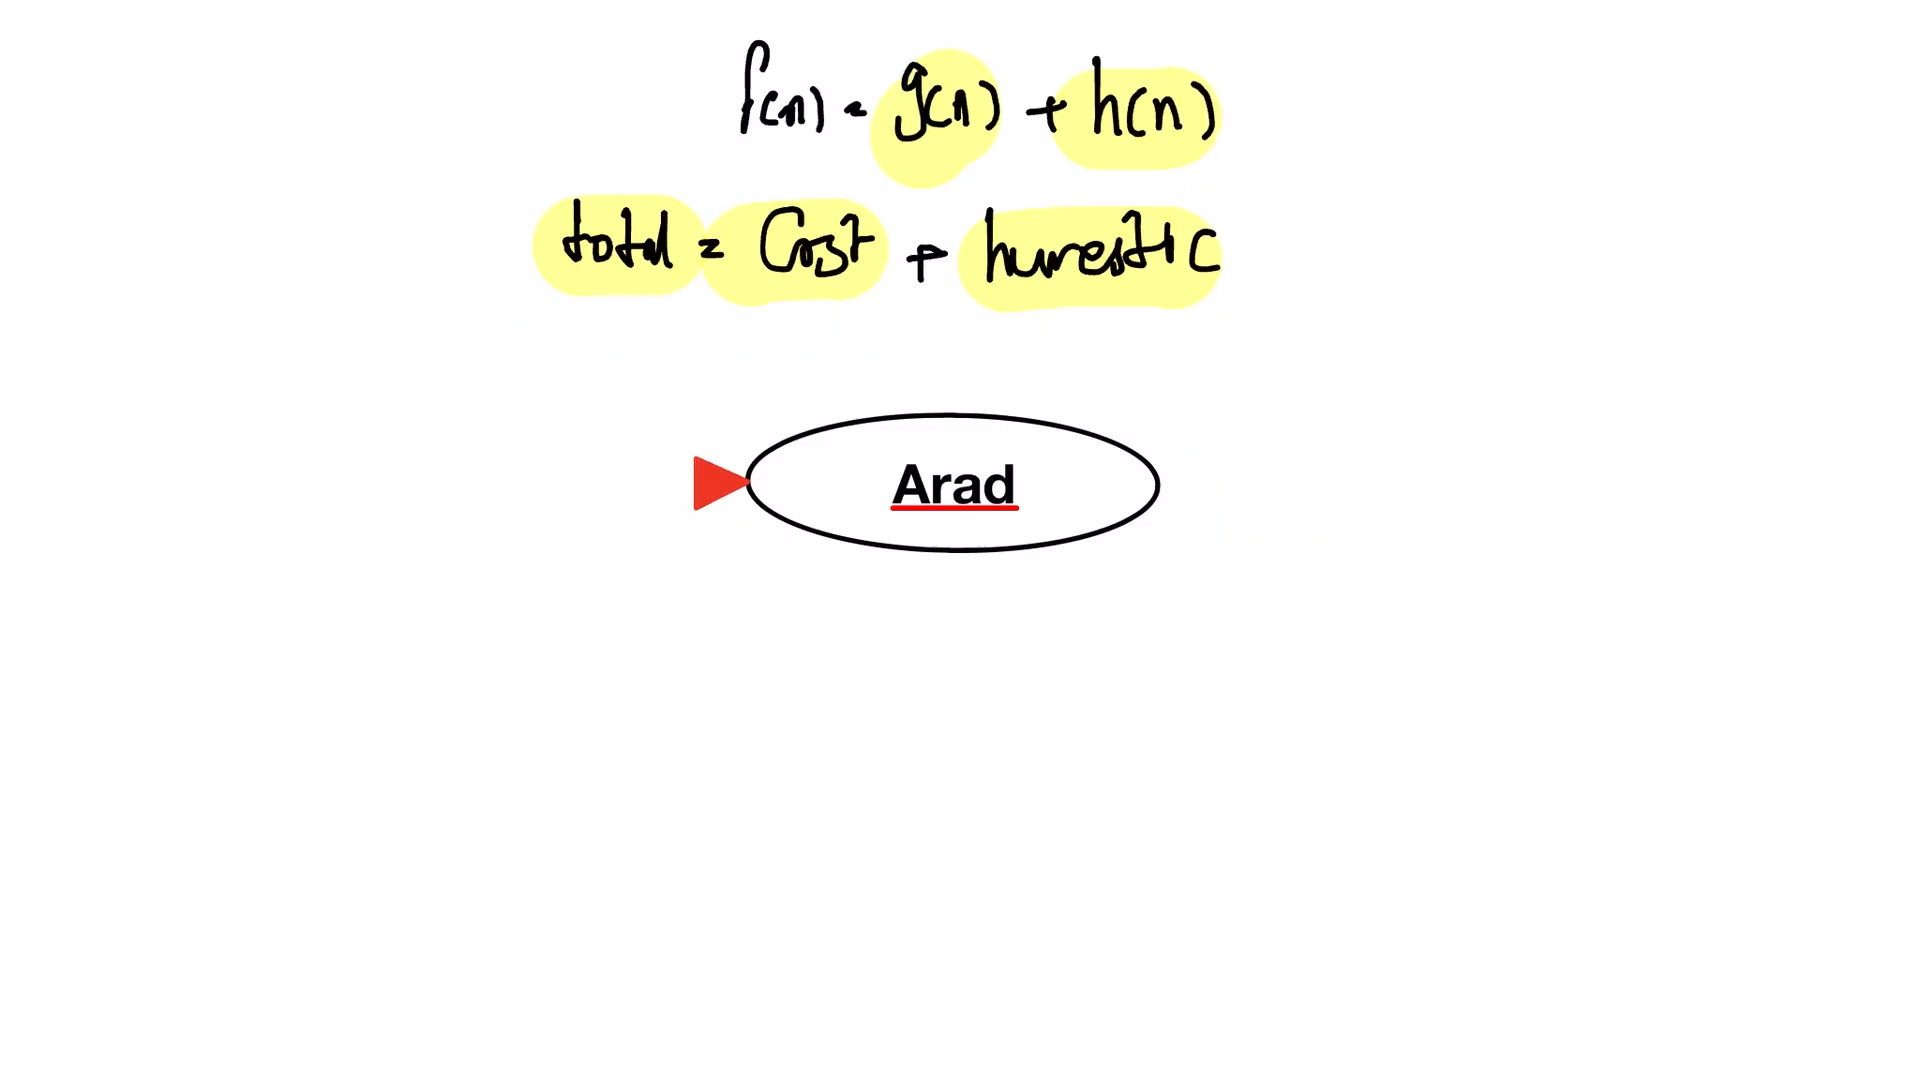 f(n) = g(n) + h(n)
total = Cost + hurestic
Arad